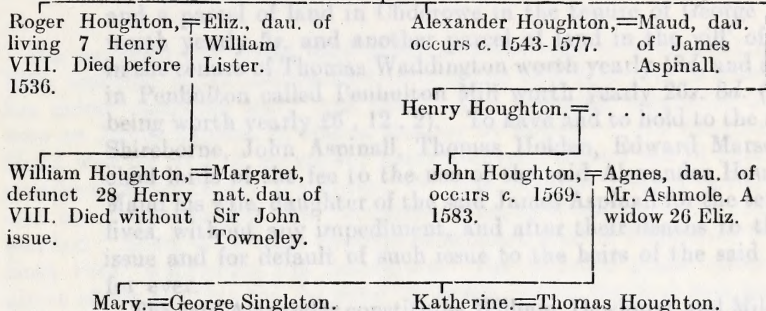 Roger Houghton,=Eliz., dau. of
living 7 Henry William
VIII. Died before Lister.
1536.
Alexander Houghton,=Maud, dau.
occurs c. 1543-1577. of James
Aspinall.
Henry Houghton.=. . . .
William Houghton,=Margaret,
defunct 28 Henry nt. dau. of
VIII. Died without Sir John
issue. Towneley.
John Houghton,=Agnes, dau. of
occurs c. 1569. Mr. Ashmole. A
1583. widow 26 Eliz.
Mary.=George Singleton. Katherine.=Thomas Houghton.